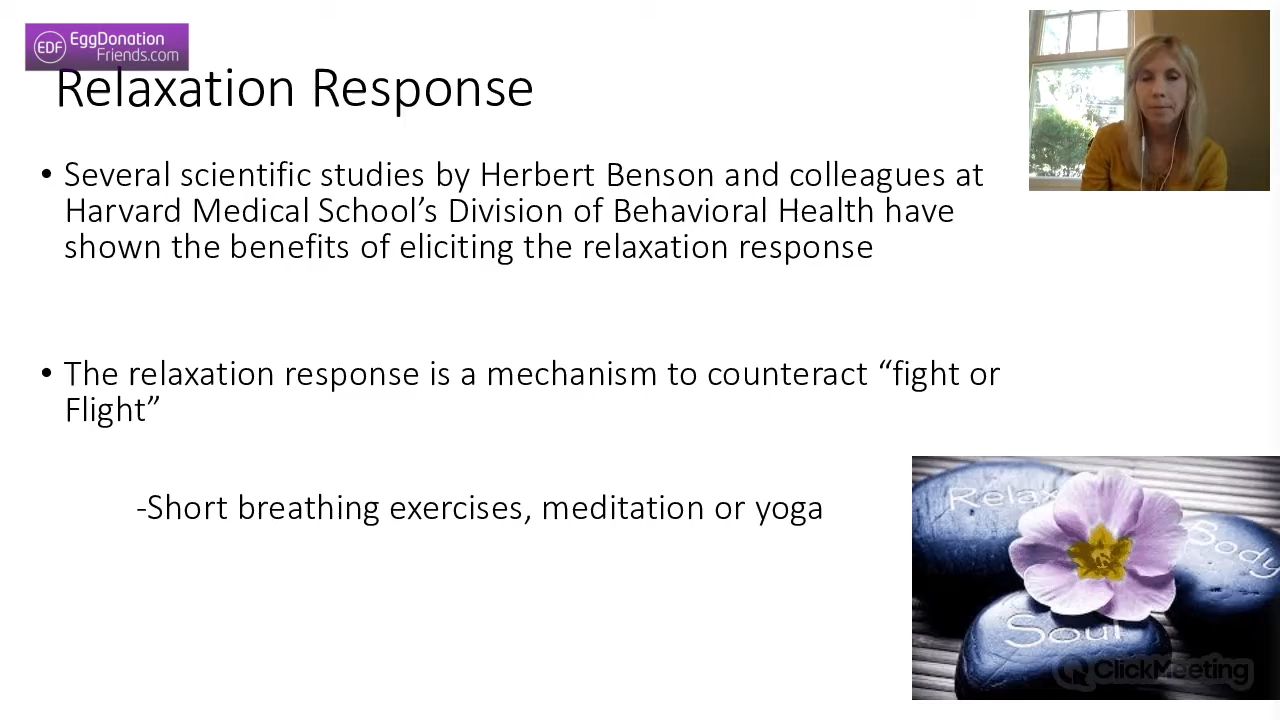 EDF
EggDonation
Friends.com
Relaxation Response
• Several scientific studies by Herbert Benson and colleagues at
Harvard Medical School’s Division of Behavioral Health have
shown the benefits of eliciting the relaxation response
• The relaxation response is a mechanism to counteract “fight or
Flight”
-Short breathing exercises, meditation or yoga
Relax
Body
Soul
ClickMeeting